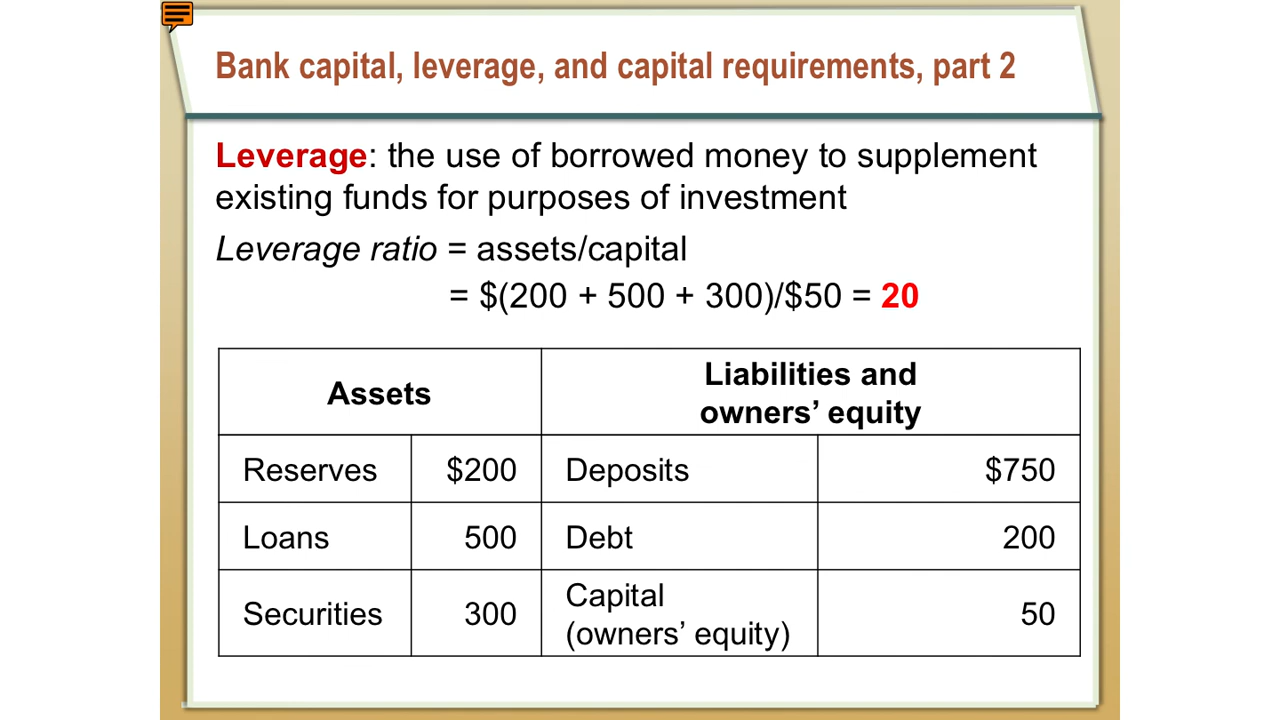 Bank capital, leverage, and capital requirements, part 2
Leverage: the use of borrowed money to supplement
existing funds for purposes of investment
Leverage ratio = assets/capital
= $(200 + 500 + 300)/$50 = 20
Assets
Liabilities and
owners’ equity
Reserves $200 Deposits $750
Loans 500 Debt 200
Securities 300 Capital
(owners’ equity) 50